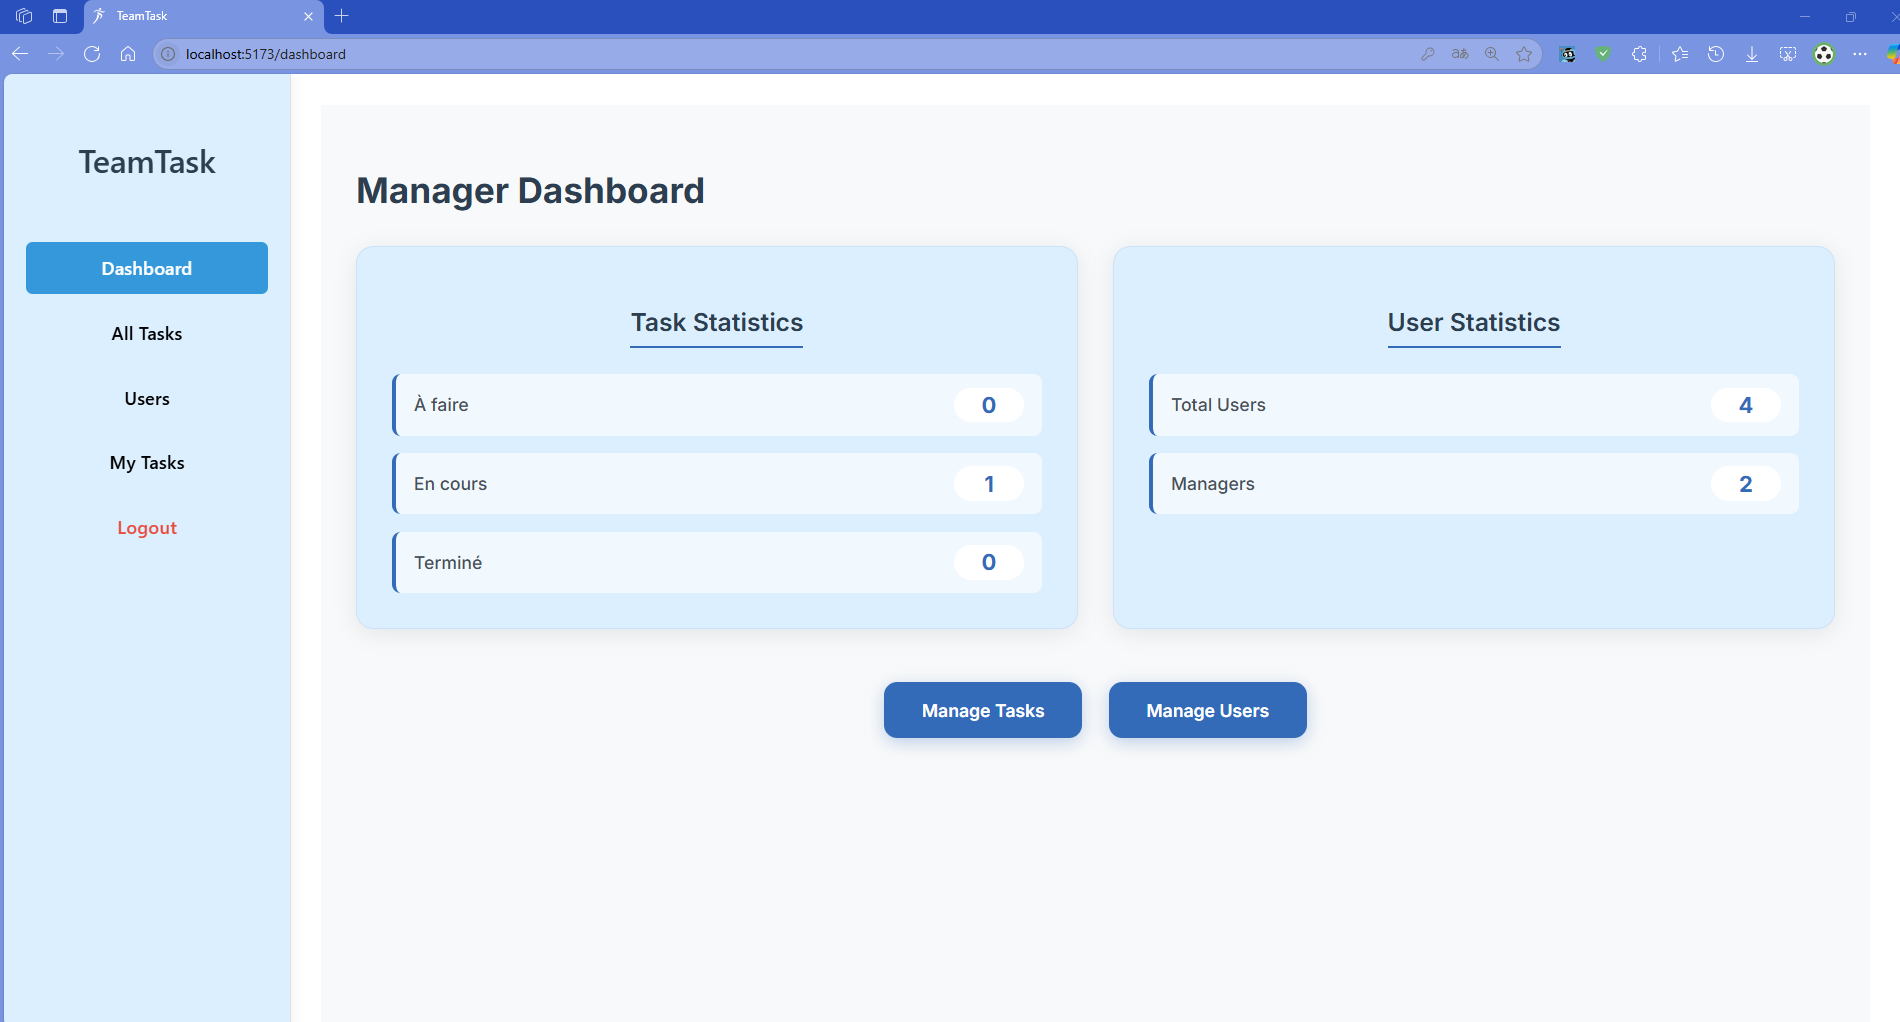 TeamTask
localhost:5173/dashboard
TeamTask
Dashboard
All Tasks
Users
My Tasks
Logout
Manager Dashboard
Task Statistics
À faire 0
En cours 1
Terminé 0
User Statistics
Total Users 4
Managers 2
Manage Tasks
Manage Users